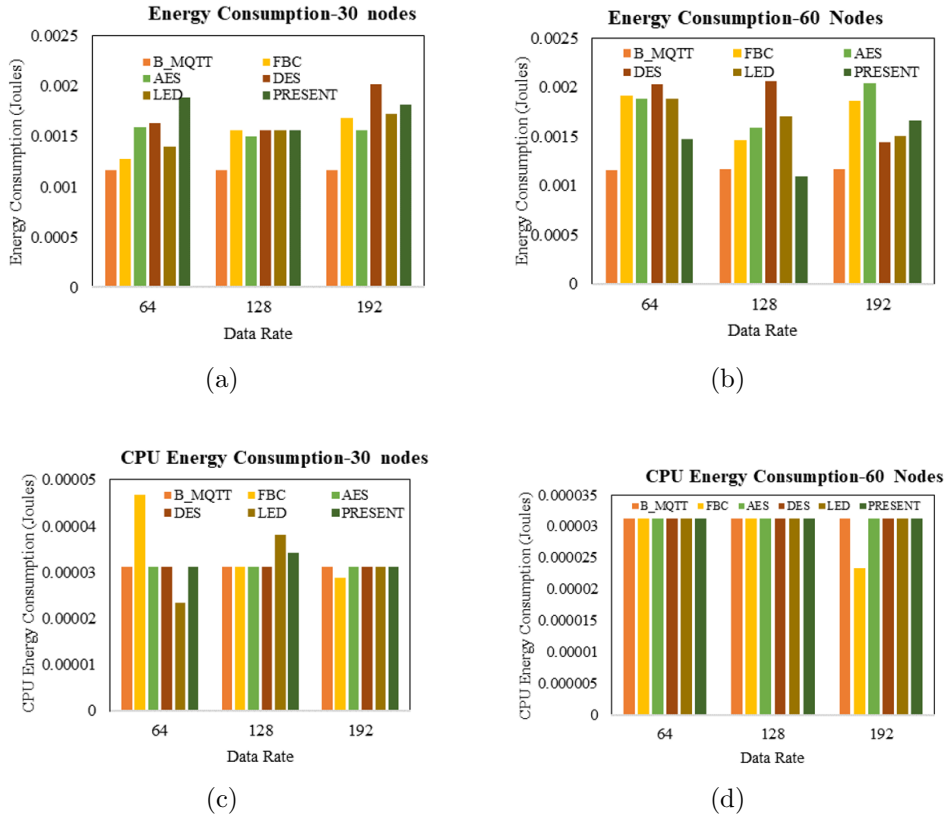 Energy Consumption-30 nodes
Energy Consumption (Joules)
0.0025
0.002
0.0015
0.001
0.0005
0
B_MQTT FBC
AES DES
LED PRESENT
64 128 192
Data Rate
(a)
Energy Consumption-60 Nodes
Energy Consumption (Joules)
0.0025
0.002
0.0015
0.001
0.0005
0
B_MQTT FBC AES
DES LED PRESENT
64 128 192
Data Rate
(b)
CPU Energy Consumption-30 nodes
CPU Energy Consumption (Joules)
0.00005
0.00004
0.00003
0.00002
0.00001
0
B_MQTT FBC AES
DES LED PRESENT
64 128 192
Data Rate
(c)
CPU Energy Consumption-60 Nodes
CPU Energy Consumption (Joules)
0.000035
0.00003
0.000025
0.00002
0.000015
0.00001
0.000005
0
B_MQTT FBC AES DES LED PRESENT
64 128 192
Data Rate
(d)